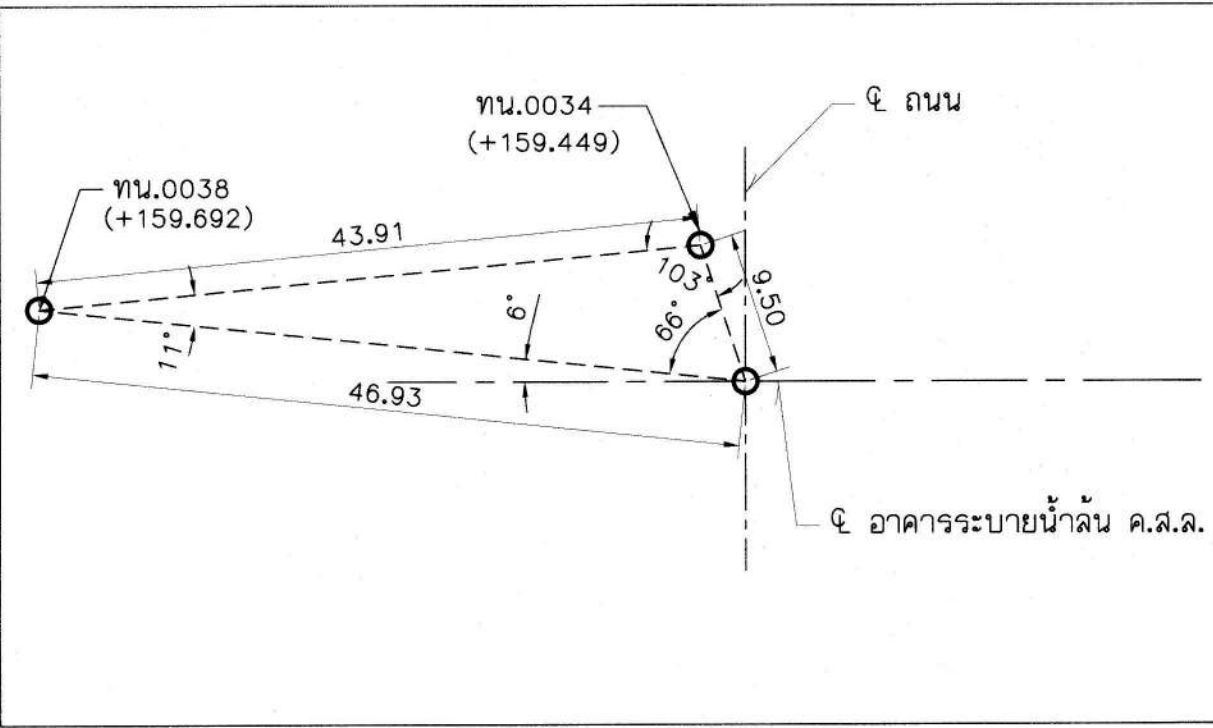 ทน.0034
(+159.449)
℄ ถนน
ทน.0038
(+159.692)
43.91
103°
9.50
6°
66°
11°
46.93
℄ อาคารระบายน้ำล้น ค.ส.ล.